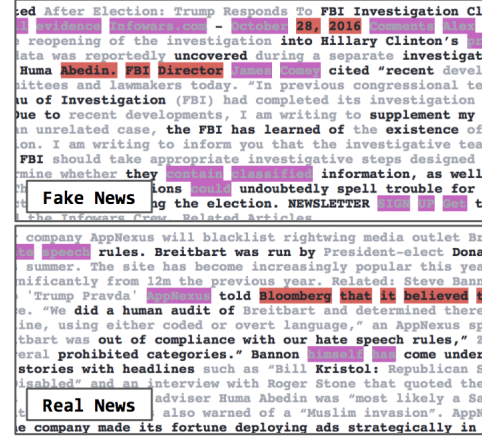 ed After Election: Trump Responds To FBI Investigation Cl
l evidence Infowars.com – October 28, 2016 Comments Alex
reopening of the investigation into Hillary Clinton’s
data was reportedly uncovered during a separate investigat
Huma Abedin. FBI Director James Comey cited “recent devel
ittees and lawmakers today. “In previous congressional te
u of Investigation (FBI) had completed its investigation
Due to recent developments, I am writing to supplement my
an unrelated case, the FBI has learned of the existence of
on. I am writing to inform you that the investigative tea
FBI should take appropriate investigative steps designed
rmine whether they contain classified information, as well
ions could undoubtedly spell trouble for
Fake News
ng the election. NEWSLETTER SIGN UP Get t
the Infowars Crew. Related Articles
company AppNexus will blacklist rightwing media outlet Br
te speech rules. Breitbart was run by President-elect Dona
summer. The site has become increasingly popular this yea
nificantly from 12m the previous year. Related: Steve Bann
'Trump Pravda' AppNexus told Bloomberg that it believed t
e. “We did a human audit of Breitbart and determined there
ine, using either coded or overt language,” an AppNexus sp
tbart was out of compliance with our hate speech rules,”
eral prohibited categories.” Bannon himself has come under
stories with headlines such as “Bill Kristol: Republican S
isabled” and an interview with Roger Stone that quoted the
adviser Huma Abedin was “most likely a Sa
Real News
also warned of a “Muslim invasion”. AppN
e company made its fortune deploying ads strategically in